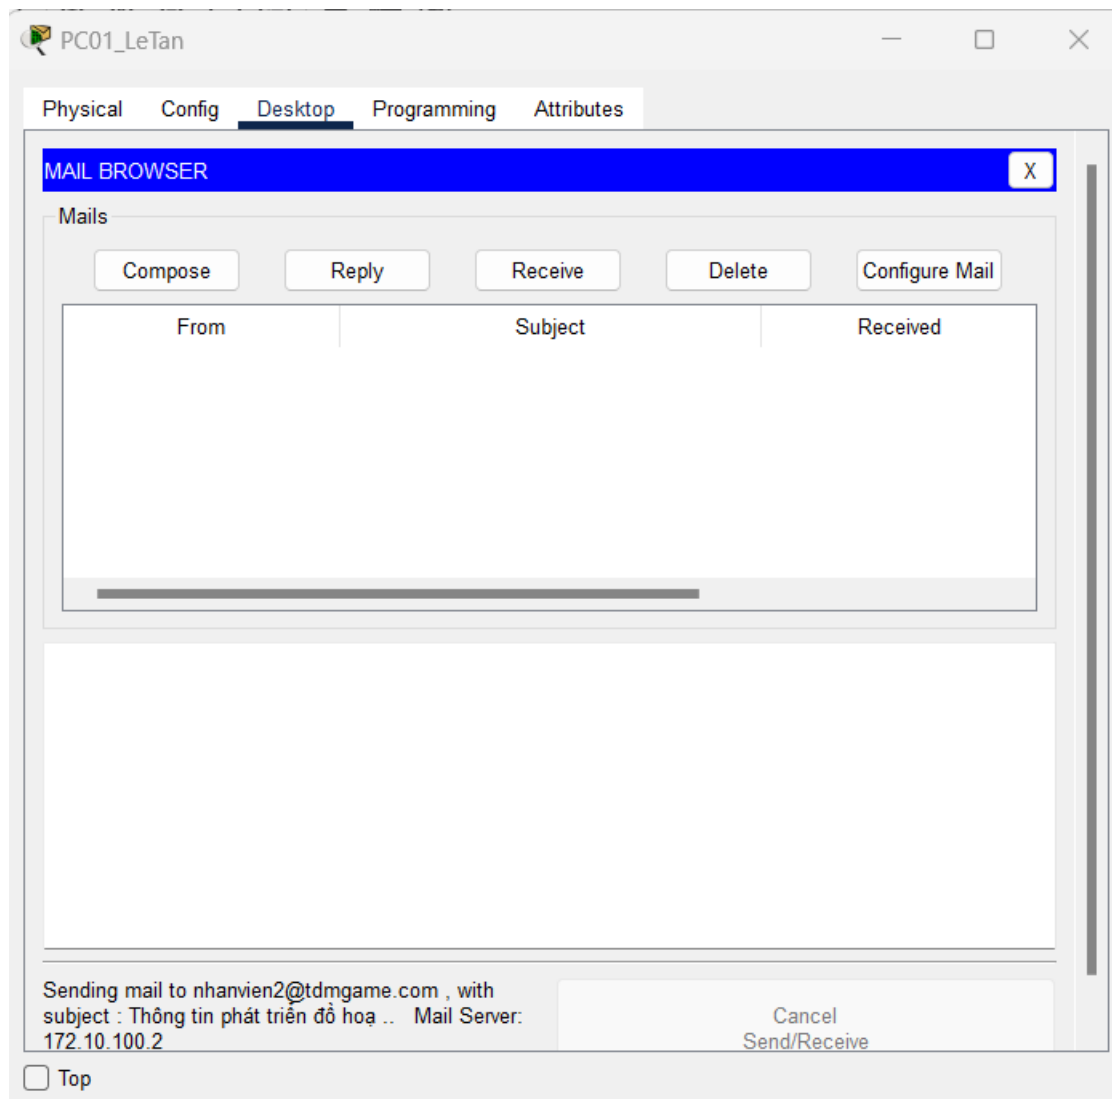 PC01_LeTan
Physical Config Desktop Programming Attributes
MAIL BROWSER X
Mails
Compose Reply Receive Delete Configure Mail
From Subject Received
Sending mail to nhanvien2@tdmgame.com , with
subject : Thông tin phát triển đồ hoạ .. Mail Server:
172.10.100.2
Cancel
Send/Receive
Top